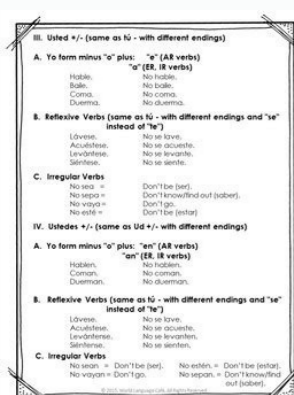 III. Usted +/- (same as tú - with different endings)
A. Yo form minus "o" plus: "e" (AR verbs)
"a" (ER, IR verbs)
Hable. No hable.
Baile. No baile.
Coma. No coma.
Duerma. No duerma.
B. Reflexive Verbs (same as tú - with different endings and "se"
instead of "te")
Lávese. No se lave.
Acuéstese. No se acueste.
Levántese. No se levante.
Siéntese. No se siente.
C. Irregular Verbs
No sea = Don't be (ser).
No sepa = Don't know/find out (saber).
No vaya = Don't go.
No esté = Don't be (estar)
IV. Ustedes +/- (same as Ud +/- with different endings)
A. Yo form minus "o" plus: "en" (AR verbs)
"an" (ER, IR verbs)
Hablen. No hablen.
Coman. No coman.
Duerman. No duerman.
B. Reflexive Verbs (same as tú - with different endings and "se"
instead of "te")
Lávese. No se lave.
Acuéstese. No se acueste.
Levántense. No se levanten.
Siéntense. No se sienten.
C. Irregular Verbs
No sean = Don't be (ser). No estén. = Don't be (estar).
No vayan = Don't go. No sepan. = Don't know/find
out (saber).
© 2015, World Language Cafe, All Rights Reserved